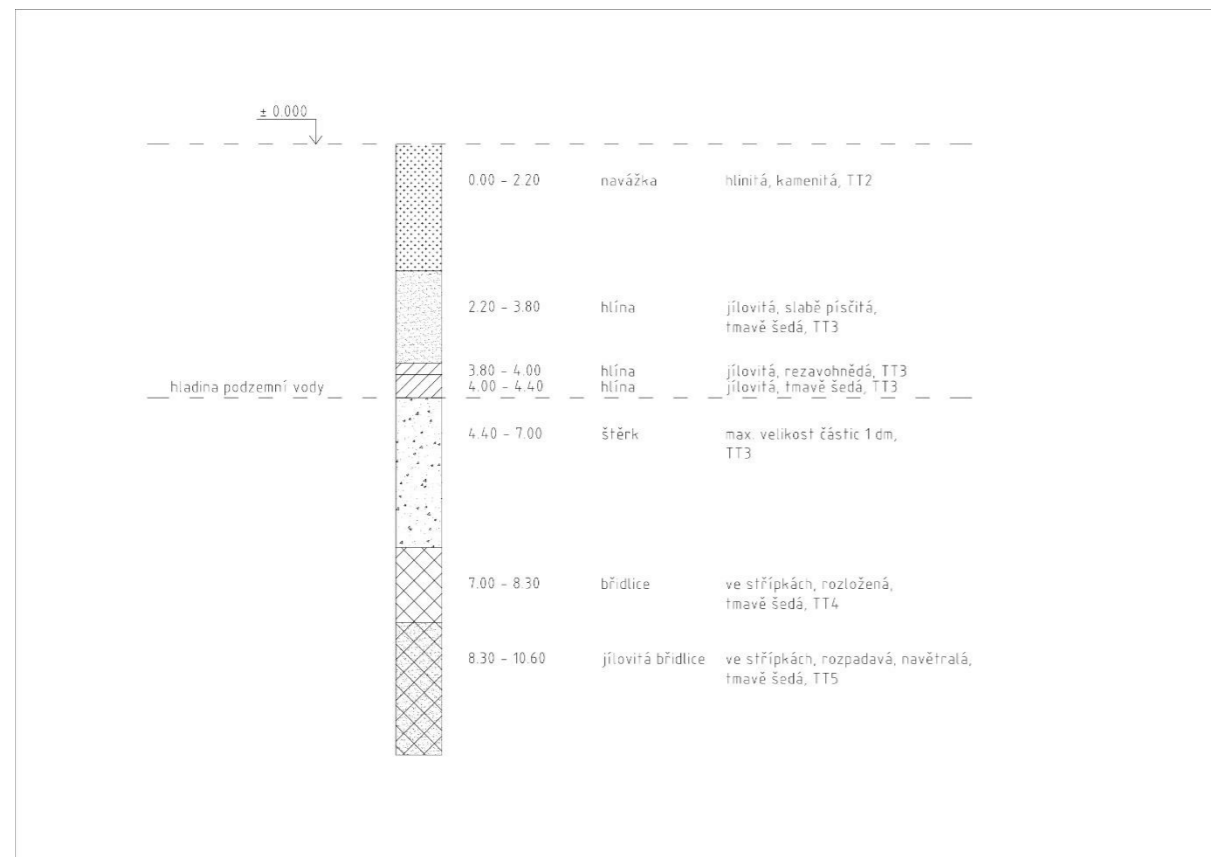 ± 0.000
0.00 - 2.20 navážka hlinitá, kamenitá, TT2
2.20 - 3.80 hlína jílovitá, slabě písčitá,
tmavě šedá, TT3
3.80 - 4.00 hlína jílovitá, rezavohnědá, TT3
4.00 - 4.40 hlína jílovitá, tmavě šedá, TT3
hladina podzemní vody
4.40 - 7.00 štěrk max. velikost částic 1 dm,
TT3
7.00 - 8.30 břidlice ve střípkách, rozložená,
tmavě šedá, TT4
8.30 - 10.60 jílovitá břidlice ve střípkách, rozpadavá, navětralá,
tmavě šedá, TT5